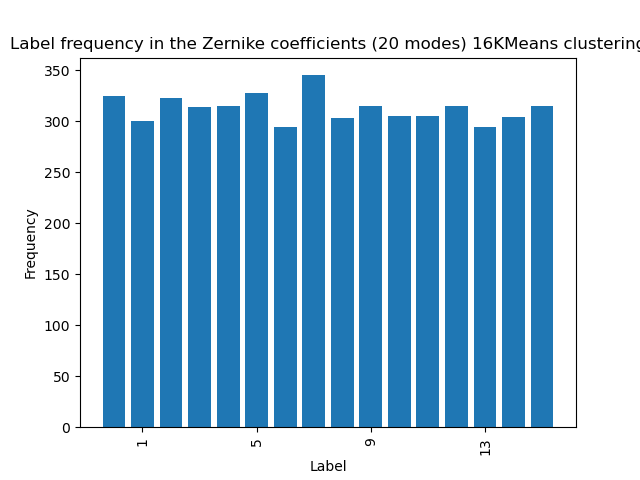 Label frequency in the Zernike coefficients (20 modes) 16KMeans clustering
350
300
250
200
150
100
50
0
Frequency
1 5 9 13
Label